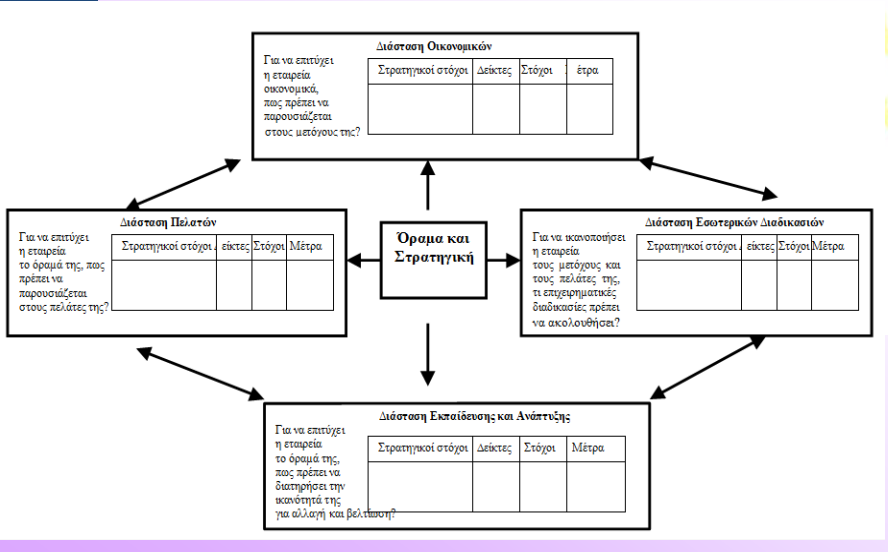 Διάσταση Οικονομικών
Για να επιτύχει
η εταιρεία
οικονομικά,
πως πρέπει να
παρουσιάζεται
στους μετόχους της?
Στρατηγικοί στόχοι Δείκτες Στόχοι έτρα
Διάσταση Πελατών
Για να επιτύχει
η εταιρεία
το όραμά της, πως
πρέπει να
παρουσιάζεται
στους πελάτες της?
Στρατηγικοί στόχοι είκτες Στόχοι Μέτρα
Όραμα και
Στρατηγική
Διάσταση Εσωτερικών Διαδικασιών
Για να ικανοποιήσει
η εταιρεία
τους μετόχους και
τους πελάτες της,
τι επιχειρηματικές
διαδικασίες πρέπει
να ακολουθήσει?
Στρατηγικοί στόχοι είκτες Στόχοι Μέτρα
Διάσταση Εκπαίδευσης και Ανάπτυξης
Για να επιτύχει
η εταιρεία
το όραμά της,
πως πρέπει να
διατηρήσει την
ικανότητά της
για αλλαγή και βελτίωση?
Στρατηγικοί στόχοι Δείκτες Στόχοι Μέτρα